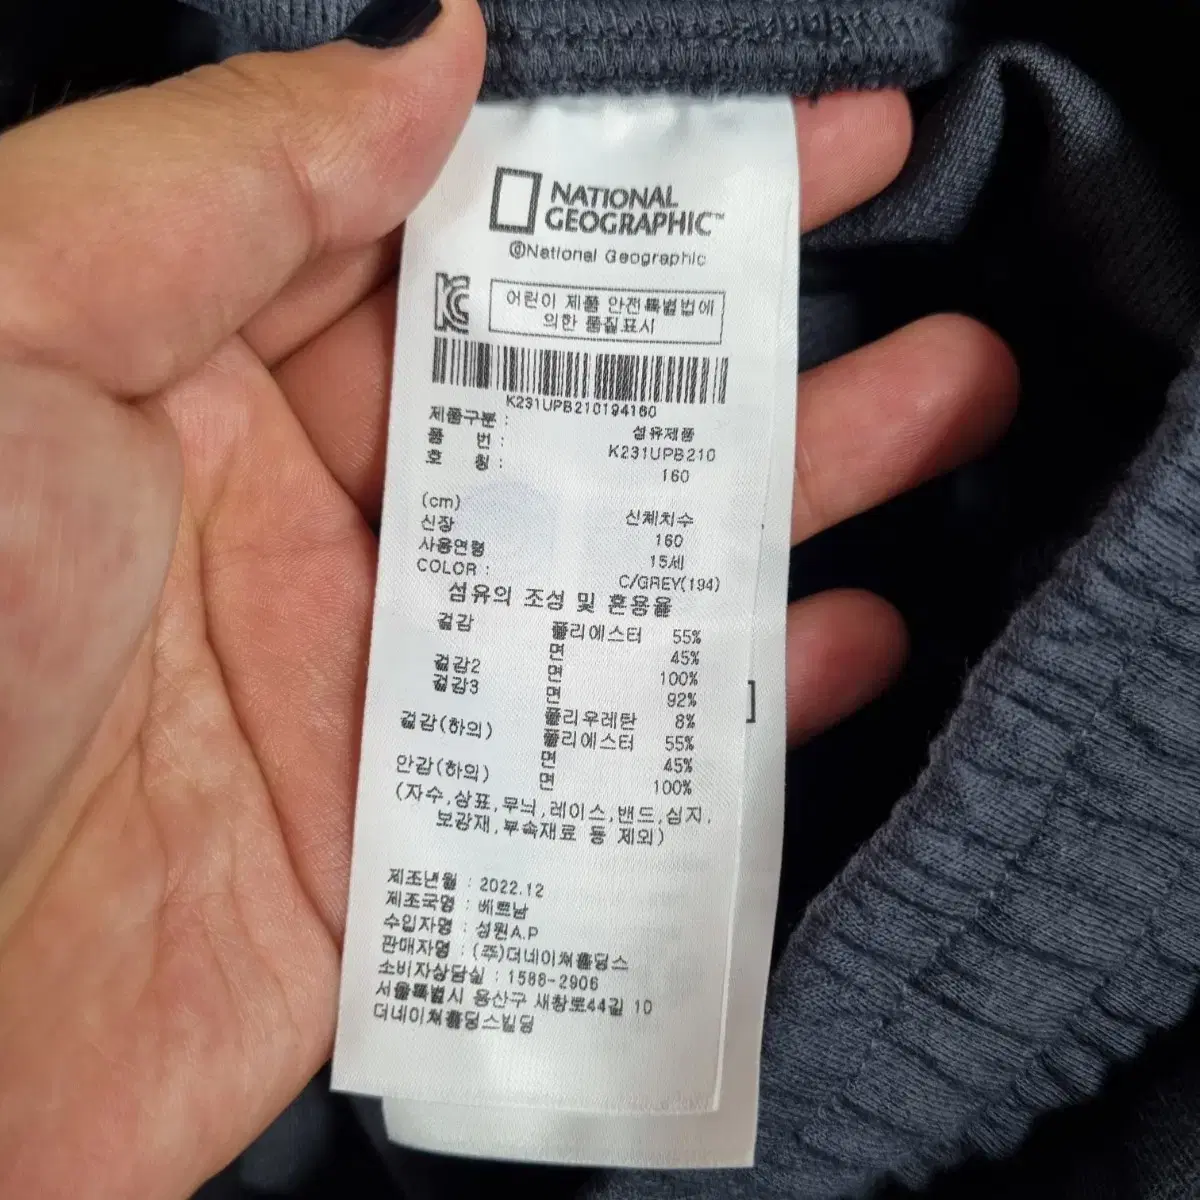 NATIONAL
GEOGRAPHIC™
©National Geographic
KC
어린이 제품 안전특별법에
의한 품질표시
K231UPB210194160
제품구분 : 섬유제품
품 번 : K231UPB210
호 칭 : 160
(cm) 신체치수
신장 160
사용연령 15세
COLOR : C/GREY(194)
섬유의 조성 및 혼용율
겉감 폴리에스터 55%
면 45%
겉감2 면 100%
겉감3 면 92%
폴리우레탄 8%
겉감(하의) 폴리에스터 55%
면 45%
안감(하의) 면 100%
(자수,상표,무늬,레이스,밴드,심지,
보강재,부속재료 등 제외)
제조년월 : 2022.12
제조국명 : 베트남
수입자명 : 성원A.P
판매자명 : (주)더네이쳐홀딩스
소비자상담실 : 1588-2906
서울특별시 용산구 새창로44길 10
더네이쳐홀딩스빌딩